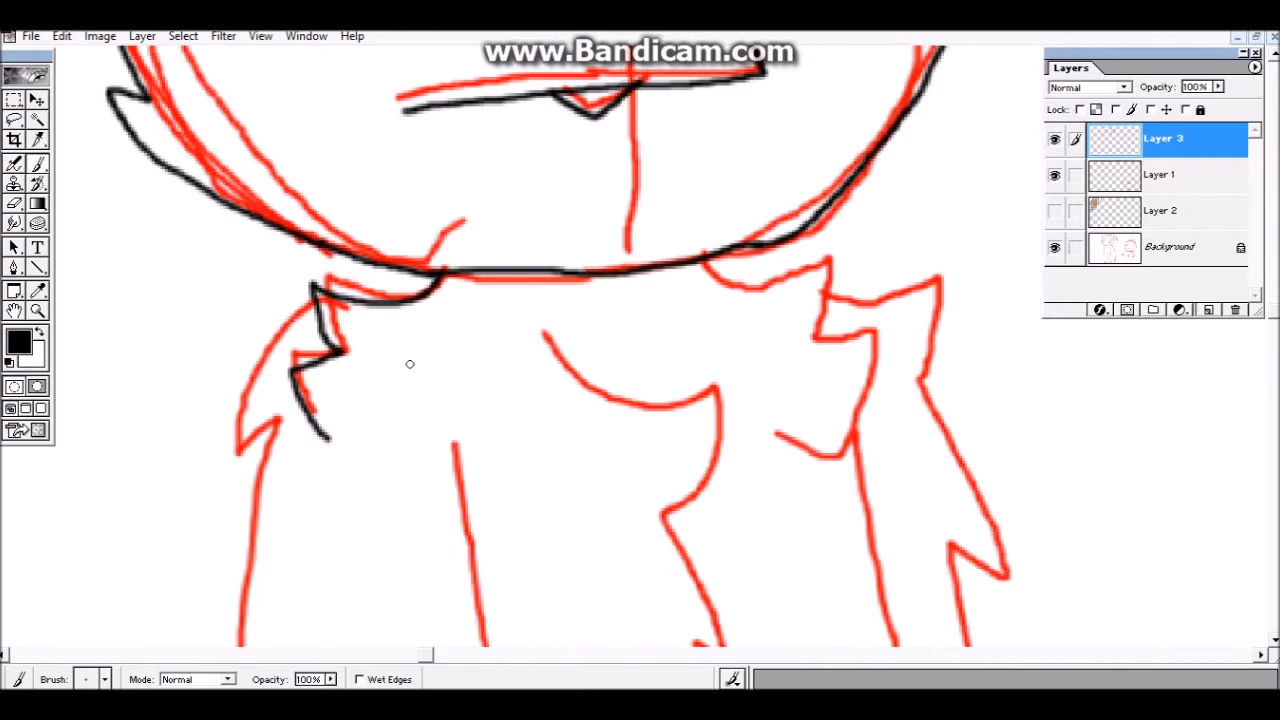 File Edit Image Layer Select Filter View Window Help
www.Bandicam.com
Layers
Normal Opacity: 100%
Lock:
Layer 3
Layer 1
Layer 2
Background
T
Brush: Mode: Normal Opacity: 100% Wet Edges